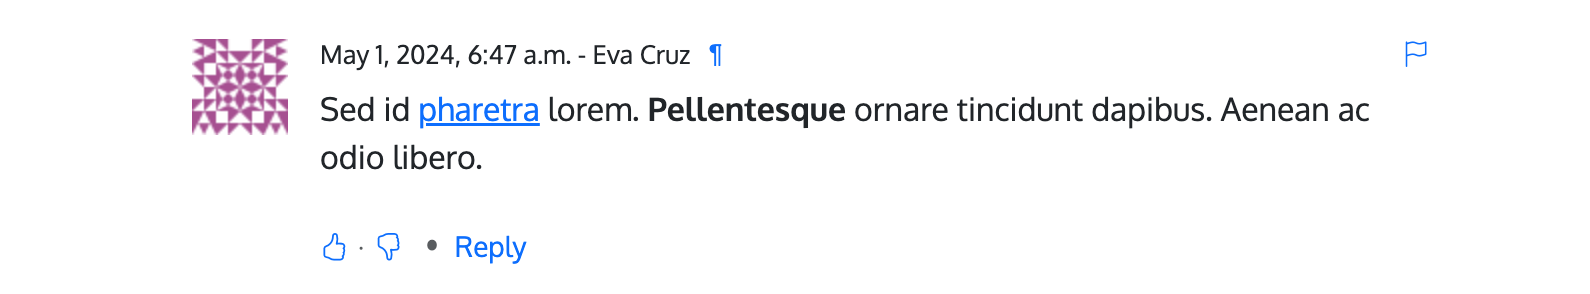 May 1, 2024, 6:47 a.m. - Eva Cruz ¶
Sed id pharetra lorem. Pellentesque ornare tincidunt dapibus. Aenean ac
odio libero.
· • Reply